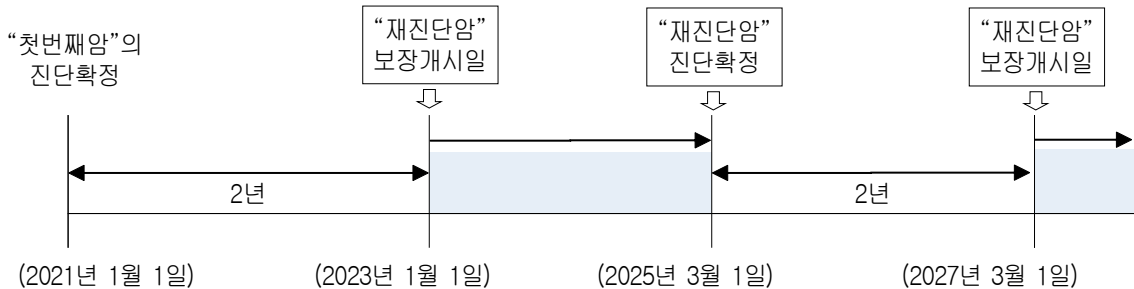 “첫번째암”의
진단확정
“재진단암”
보장개시일
“재진단암”
진단확정
“재진단암”
보장개시일
2년
2년
(2021년 1월 1일)
(2023년 1월 1일)
(2025년 3월 1일)
(2027년 3월 1일)